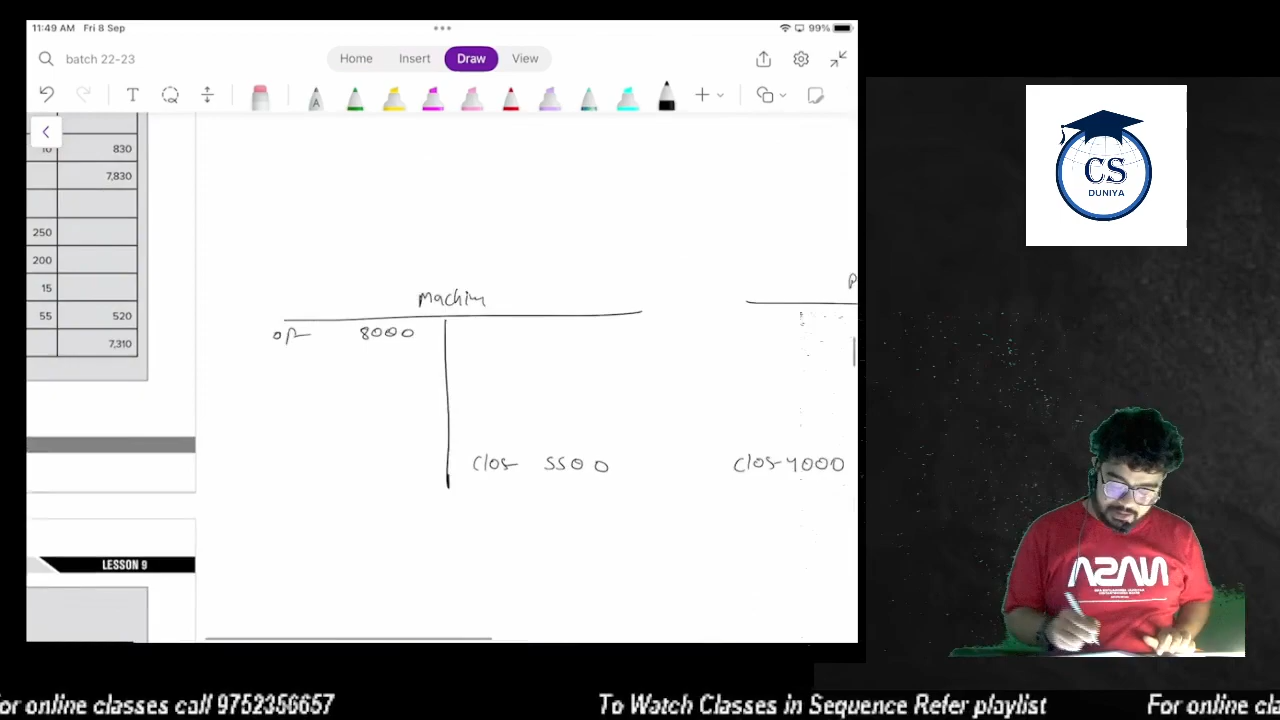 11:49 AM Fri 8 Sep
99%
batch 22-23
Home Insert Draw View
10 830
7,830
250
200
15
55 520
7,310
LESSON 9
Machin
op 8000
Clos 5500
P
Clos 4000
CS
DUNIYA
NASA
or online classes call 9752356657 To Watch Classes in Sequence Refer playlist For online cla